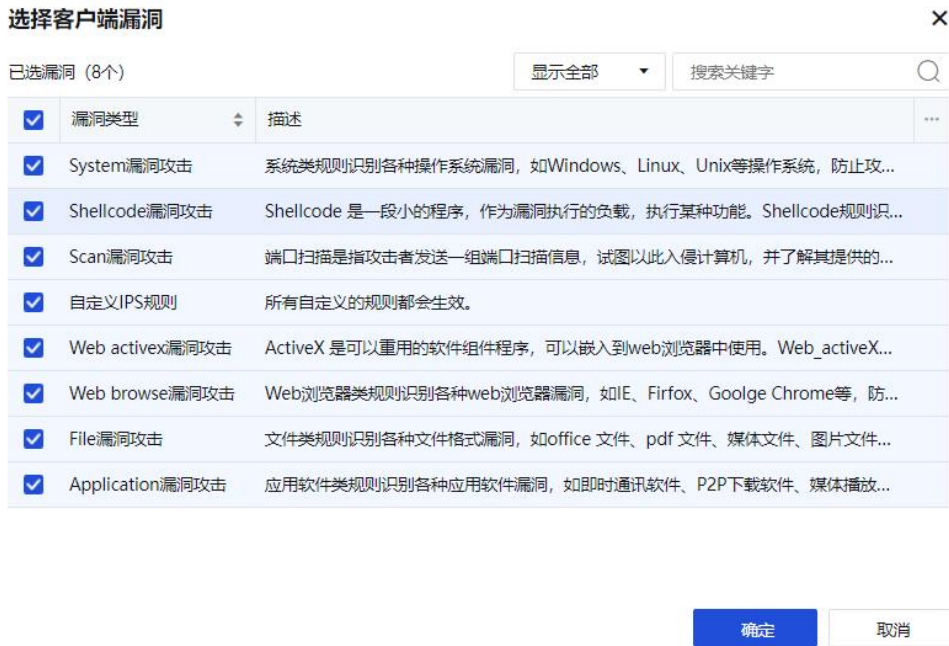 选择客户端漏洞
已选漏洞（8个） 显示全部 搜索关键字
漏洞类型 描述
System漏洞攻击 系统类规则识别各种操作系统漏洞，如Windows、Linux、Unix等操作系统，防止攻...
Shellcode漏洞攻击 Shellcode 是一段小的程序，作为漏洞执行的负载，执行某种功能。Shellcode规则识...
Scan漏洞攻击 端口扫描是指攻击者发送一组端口扫描信息，试图以此入侵计算机，并了解其提供的...
自定义IPS规则 所有自定义的规则都会生效。
Web activex漏洞攻击 ActiveX 是可以重用的软件组件程序，可以嵌入到web浏览器中使用。Web_activeX...
Web browse漏洞攻击 Web浏览器类规则识别各种web浏览器漏洞，如IE、Firfox、Goolge Chrome等，防...
File漏洞攻击 文件类规则识别各种文件格式漏洞，如office 文件、pdf 文件、媒体文件、图片文件...
Application漏洞攻击 应用软件类规则识别各种应用软件漏洞，如即时通讯软件、P2P下载软件、媒体播放...
确定 取消